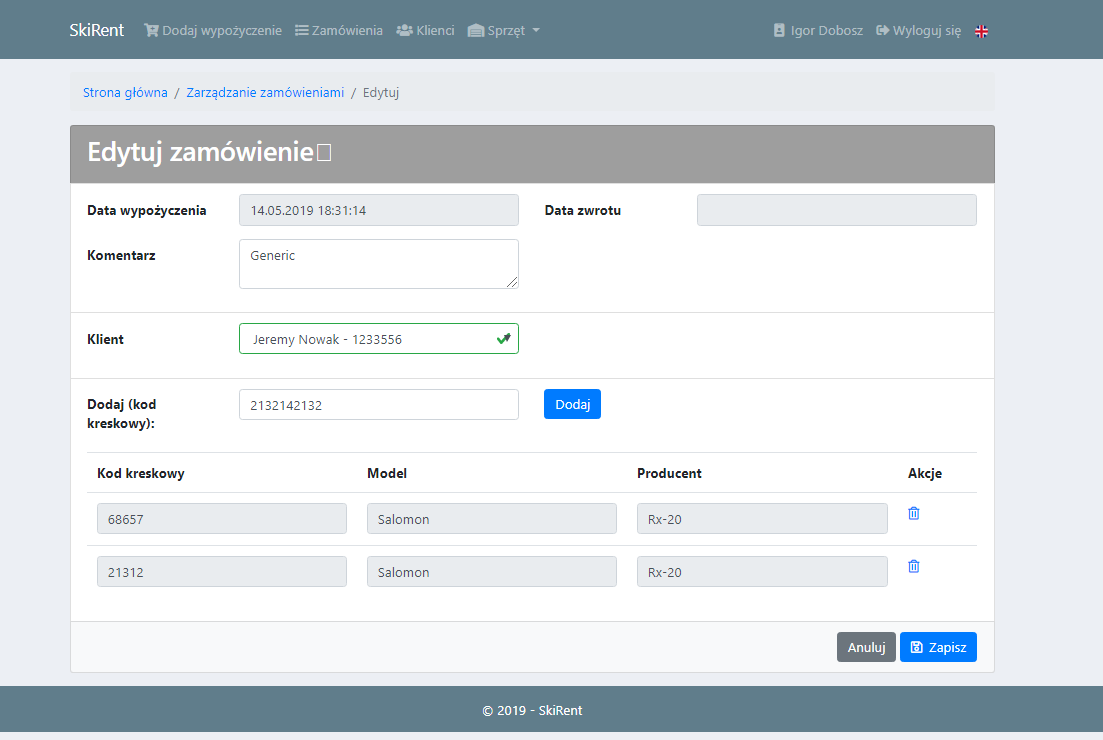 SkiRent Dodaj wypożyczenie Zamówienia Klienci Sprzęt Igor Dobosz Wyloguj się
Strona główna / Zarządzanie zamówieniami / Edytuj
Edytuj zamówienie
Data wypożyczenia 14.05.2019 18:31:14 Data zwrotu
Komentarz Generic
Klient Jeremy Nowak - 1233556
Dodaj (kod
kreskowy): 2132142132 Dodaj
Kod kreskowy Model Producent Akcje
68657 Salomon Rx-20
21312 Salomon Rx-20
Anuluj Zapisz
© 2019 - SkiRent